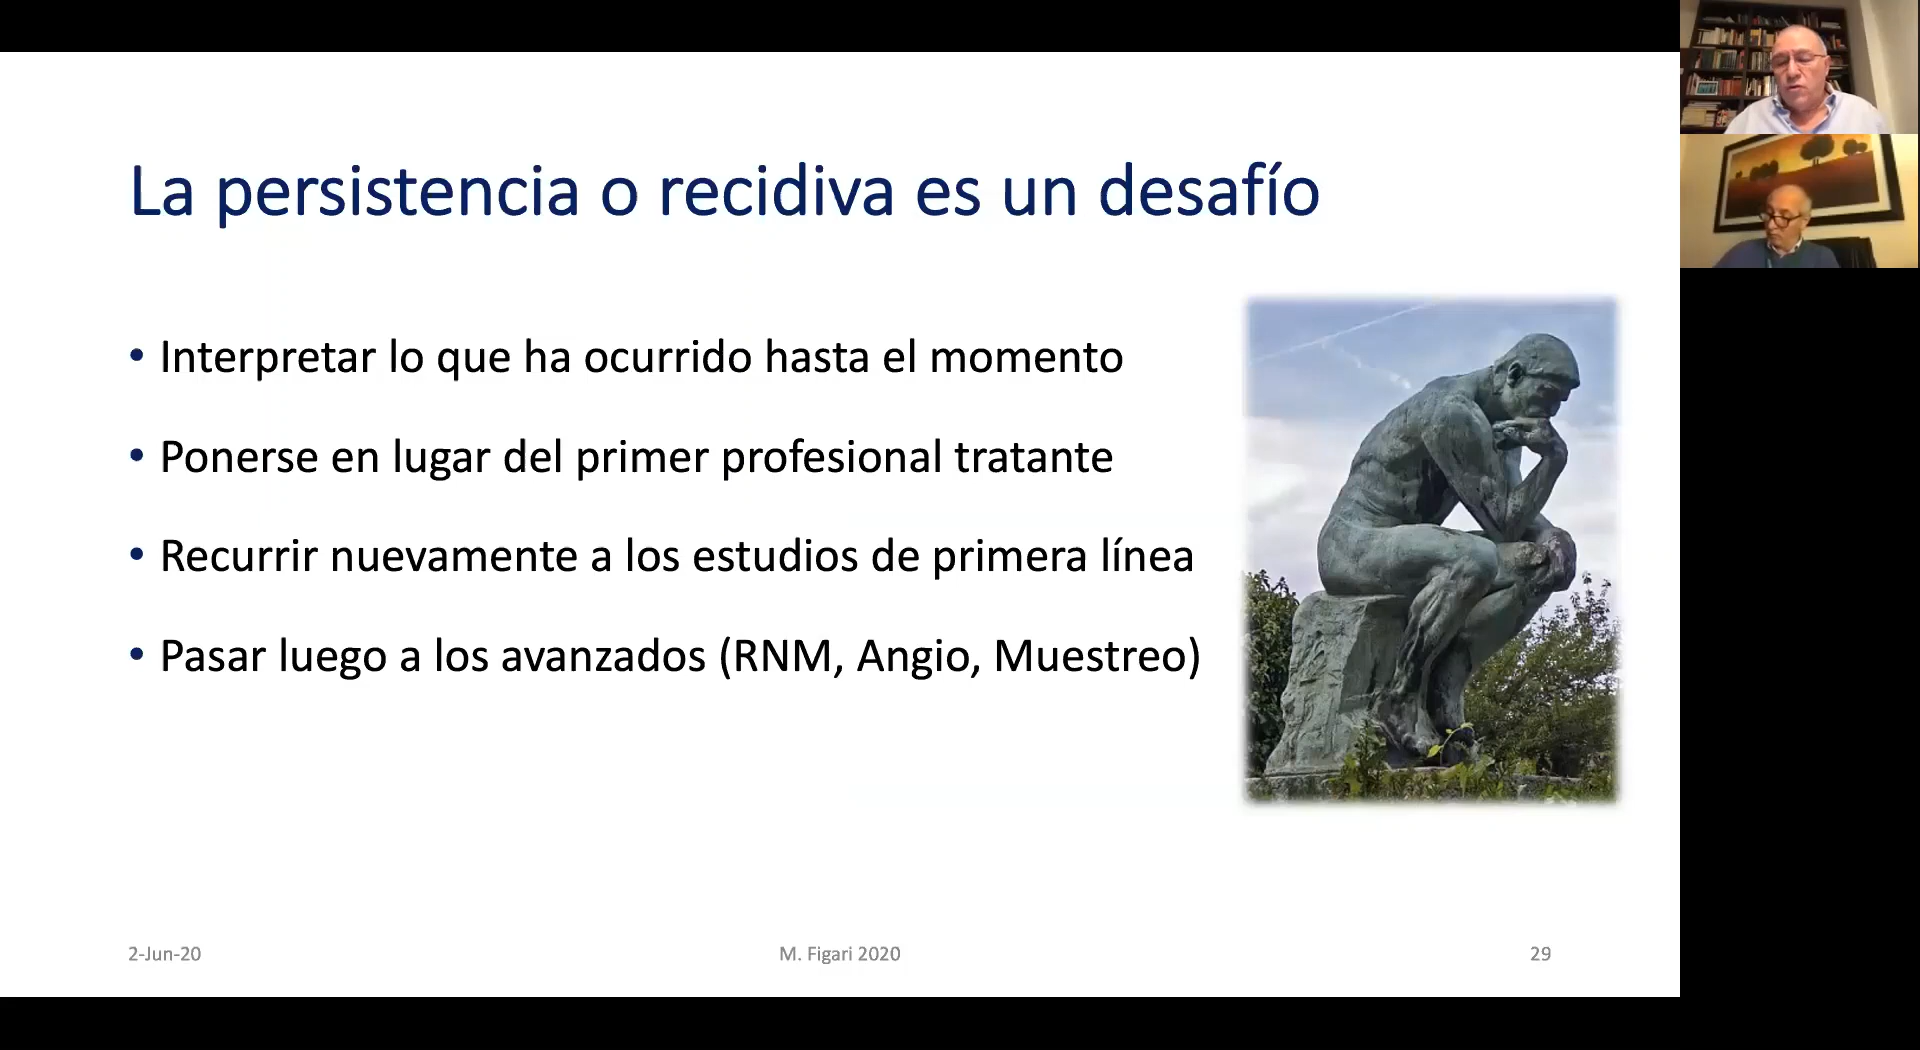 La persistencia o recidiva es un desafío
• Interpretar lo que ha ocurrido hasta el momento
• Ponerse en lugar del primer profesional tratante
• Recurrir nuevamente a los estudios de primera línea
• Pasar luego a los avanzados (RNM, Angio, Muestreo)
2-Jun-20
M. Figari 2020
29